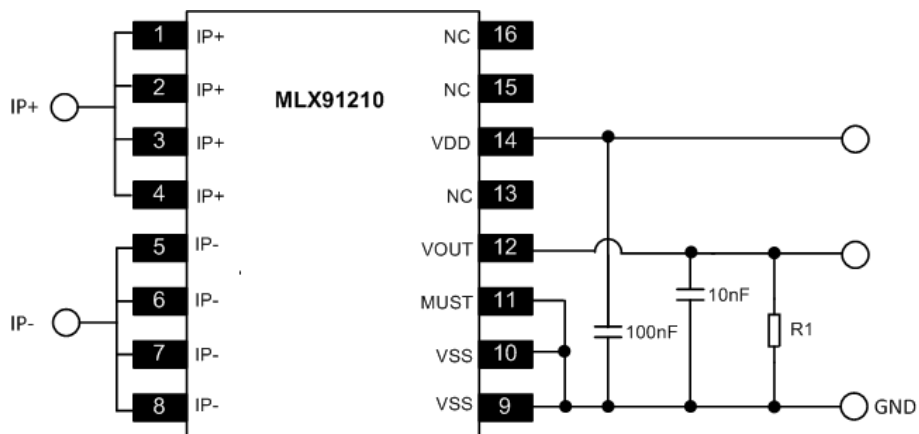 1 IP+ NC 16
2 IP+ NC 15
IP+ MLX91210
3 IP+ VDD 14
4 IP+ NC 13
5 IP- VOUT 12
6 IP- MUST 11 10nF
IP- 100nF R1
7 IP- VSS 10
8 IP- VSS 9 GND